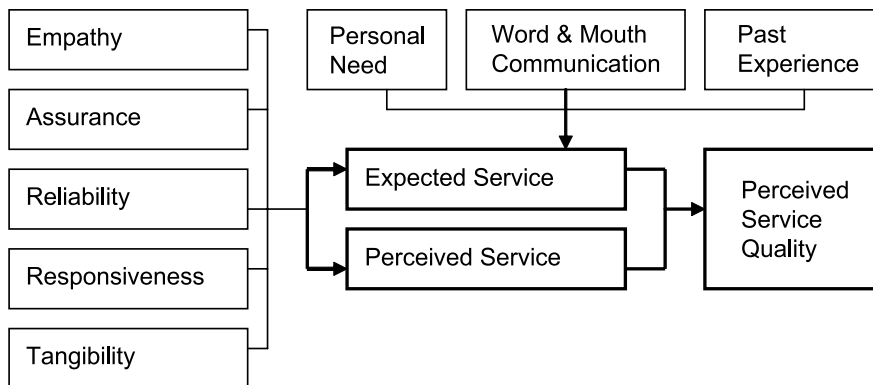 Empathy
Assurance
Reliability
Responsiveness
Tangibility
Personal
Need
Word & Mouth
Communication
Past
Experience
Expected Service
Perceived Service
Perceived
Service
Quality